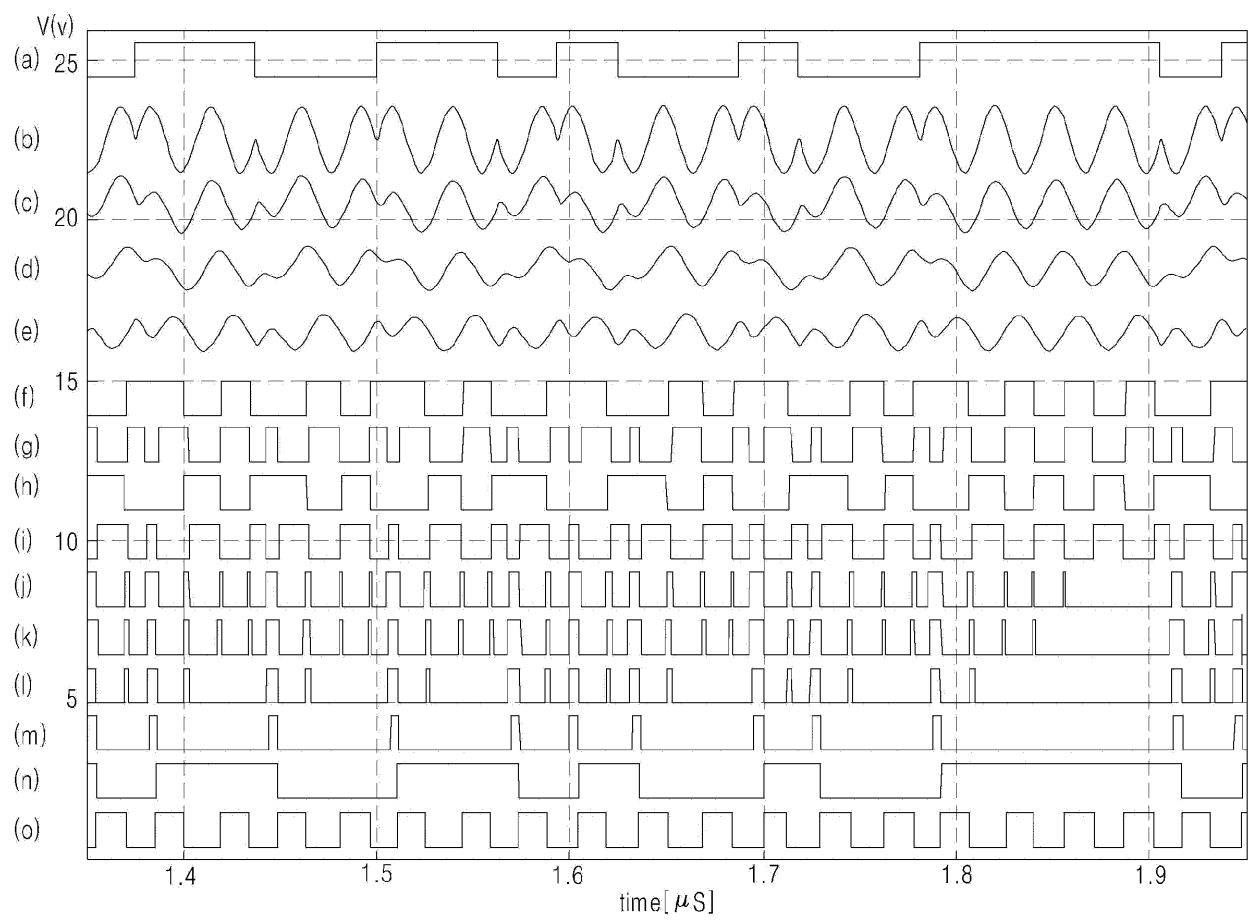 V(v)
(a)
25
(b)
(c)
20
(d)
(e)
15
(f)
(g)
(h)
(i)
10
(j)
(k)
(l)
5
(m)
(n)
(o)
1.4 1.5 1.6 1.7 1.8 1.9
time[μS]